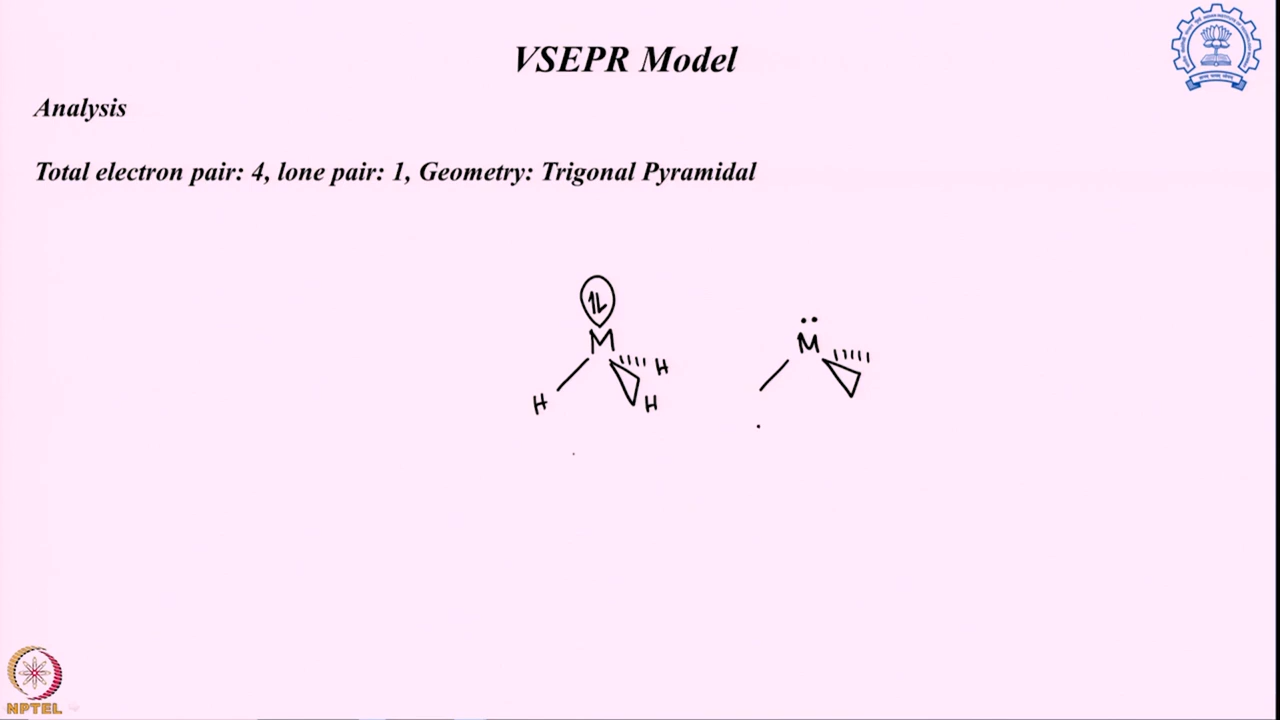 VSEPR Model
Analysis
Total electron pair: 4, lone pair: 1, Geometry: Trigonal Pyramidal
M M
H
H H
NPTEL